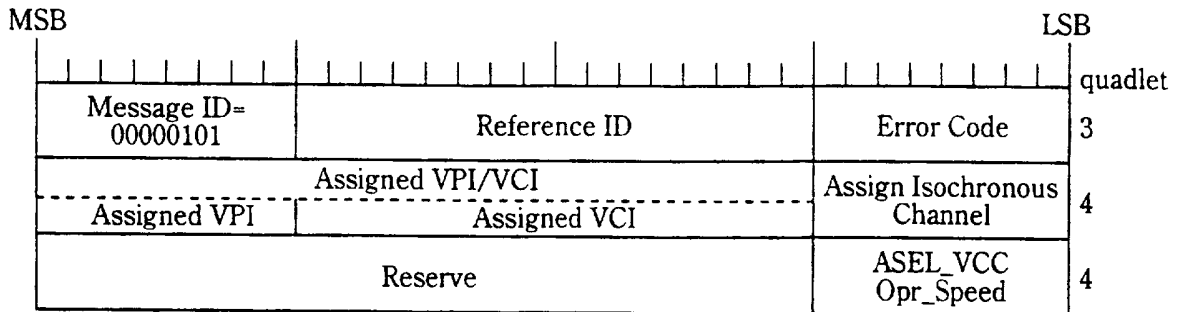 MSB
LSB
quadlet
Message ID=
00000101
Reference ID
Error Code
3
Assigned VPI/VCI
Assigned VPI
Assigned VCI
Assign Isochronous
Channel
4
Reserve
ASEL_VCC
Opr_Speed
4